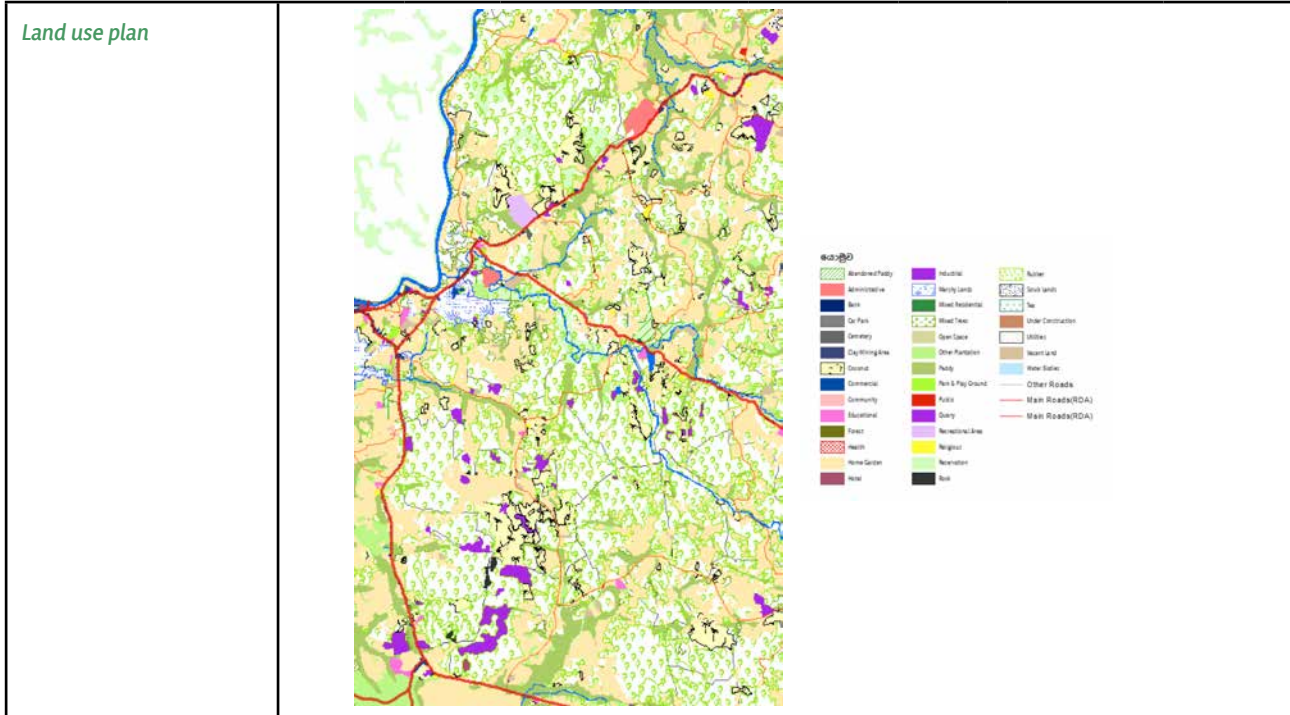 Land use plan
යොමුව
Abandoned Paddy
Administrative
Bank
Car Park
Cemetery
Clay Mining Area
Coconut
Commercial
Community
Educational
Forest
Health
Home Garden
Hotel
Industrial
Marshy Lands
Mixed Residential
Mixed Trees
Open Space
Other Plantation
Paddy
Park & Play Ground
Public
Quarry
Recreational Area
Religious
Reservation
Rock
Rubber
Scrub Lands
Tea
Under Construction
Utilities
Vacant Land
Water Bodies
Other Roads
Main Roads(RDA)
Main Roads(RDA)